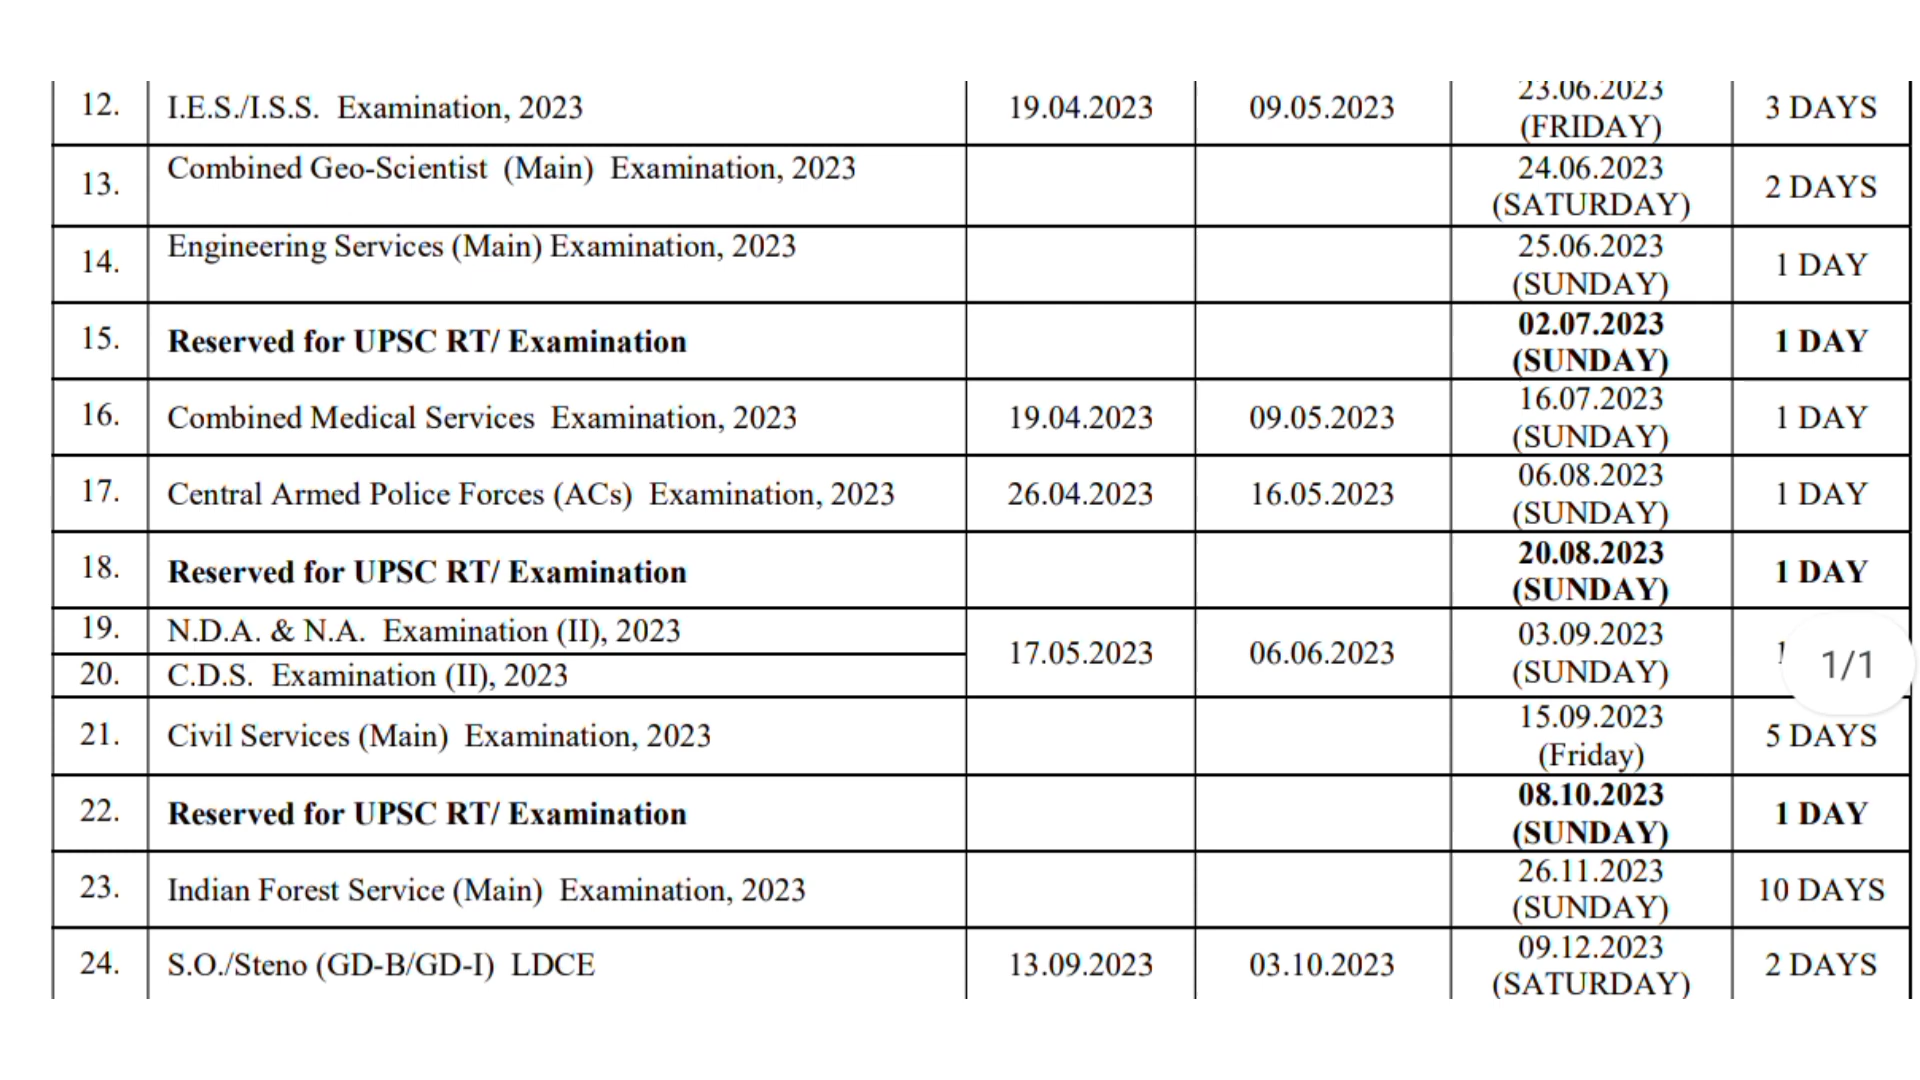 12. I.E.S./I.S.S. Examination, 2023 19.04.2023 09.05.2023 23.06.2023 (FRIDAY) 3 DAYS
13. Combined Geo-Scientist (Main) Examination, 2023 24.06.2023 (SATURDAY) 2 DAYS
14. Engineering Services (Main) Examination, 2023 25.06.2023 (SUNDAY) 1 DAY
15. Reserved for UPSC RT/ Examination 02.07.2023 (SUNDAY) 1 DAY
16. Combined Medical Services Examination, 2023 19.04.2023 09.05.2023 16.07.2023 (SUNDAY) 1 DAY
17. Central Armed Police Forces (ACs) Examination, 2023 26.04.2023 16.05.2023 06.08.2023 (SUNDAY) 1 DAY
18. Reserved for UPSC RT/ Examination 20.08.2023 (SUNDAY) 1 DAY
19. N.D.A. & N.A. Examination (II), 2023 17.05.2023 06.06.2023 03.09.2023 (SUNDAY) 1
1/1
20. C.D.S. Examination (II), 2023
21. Civil Services (Main) Examination, 2023 15.09.2023 (Friday) 5 DAYS
22. Reserved for UPSC RT/ Examination 08.10.2023 (SUNDAY) 1 DAY
23. Indian Forest Service (Main) Examination, 2023 26.11.2023 (SUNDAY) 10 DAYS
24. S.O./Steno (GD-B/GD-I) LDCE 13.09.2023 03.10.2023 09.12.2023 (SATURDAY) 2 DAYS